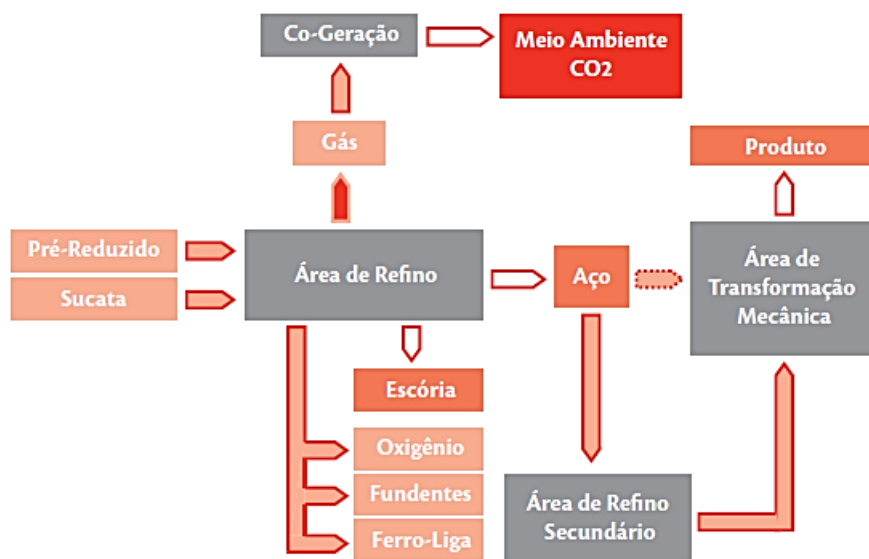 Co-Geração
Meio Ambiente
CO2
Gás
Produto
Pré-Reduzido
Sucata
Área de Refino
Aço
Área de
Transformação
Mecânica
Escória
Oxigênio
Fundentes
Ferro-Liga
Área de Refino
Secundário